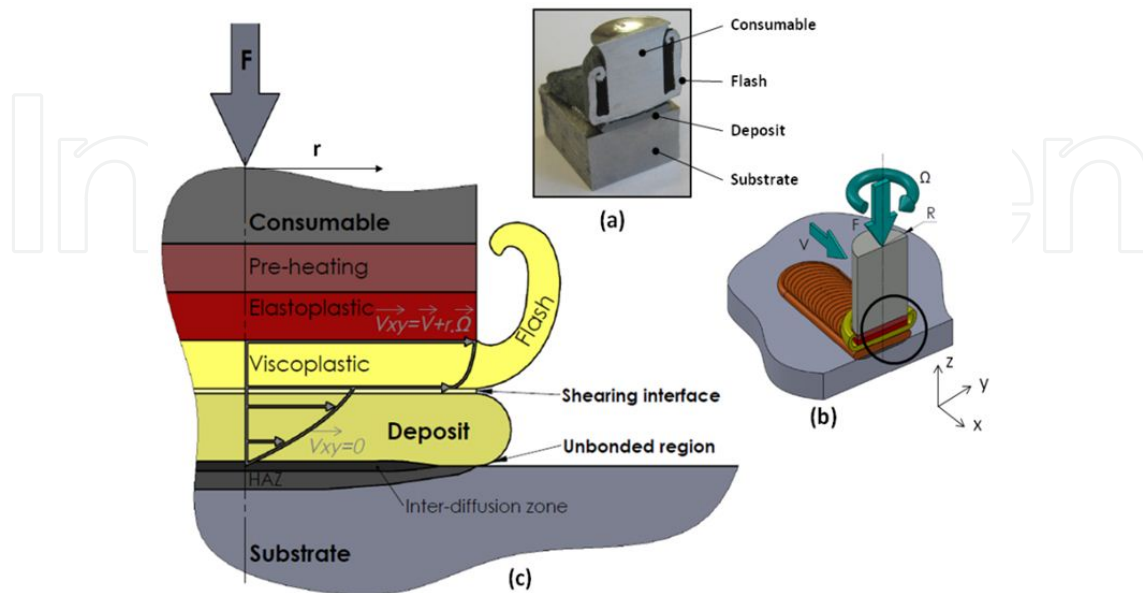 F
r
Consumable
Pre-heating
Elastoplastic
Vxy=V+r.Ω
Viscoplastic
Flash
Shearing interface
Deposit
Vxy=0
Unbonded region
HAZ
Inter-diffusion zone
Substrate
(c)
Consumable
Flash
Deposit
Substrate
(a)
Ω
F
R
V
z
y
x
(b)